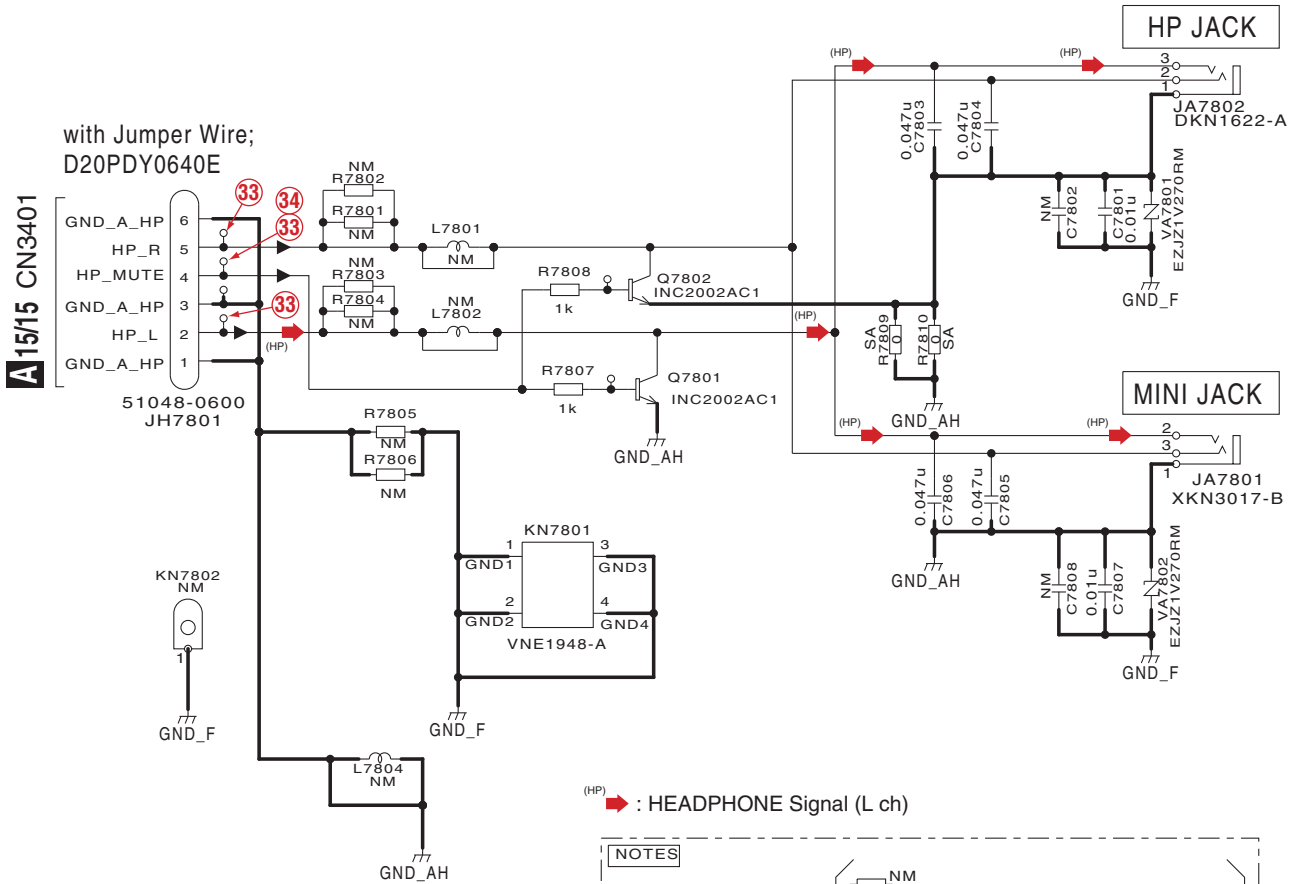 HP JACK
(HP)
(HP)
3
2
1
JA7802
DKN1622-A
0.047u
C7803
0.047u
C7804
NM
C7802
C7801
0.01u
VA7801
EZJZ1V270RM
GND_F
with Jumper Wire;
D20PDY0640E
A 15/15 CN3401
GND_A_HP 6
HP_R 5
HP_MUTE 4
GND_A_HP 3
HP_L 2
GND_A_HP 1
51048-0600
JH7801
33
34
33
33
(HP)
NM
R7802
R7801
NM
L7801
NM
NM
R7803
R7804
NM
NM
L7802
R7808
1k
Q7802
INC2002AC1
R7807
1k
Q7801
INC2002AC1
GND_AH
(HP)
SA
0
R7809
SA
0
R7810
GND_AH
MINI JACK
(HP)
(HP)
2
3
1
JA7801
XKN3017-B
0.047u
C7806
0.047u
C7805
GND_AH
NM
C7808
0.01u
C7807
VA7802
EZJZ1V270RM
GND_F
R7805
NM
R7806
NM
KN7801
1
GND1
3
GND3
2
GND2
4
GND4
VNE1948-A
GND_F
KN7802
NM
1
GND_F
L7804
NM
GND_AH
(HP) : HEADPHONE Signal (L ch)
NOTES
NM